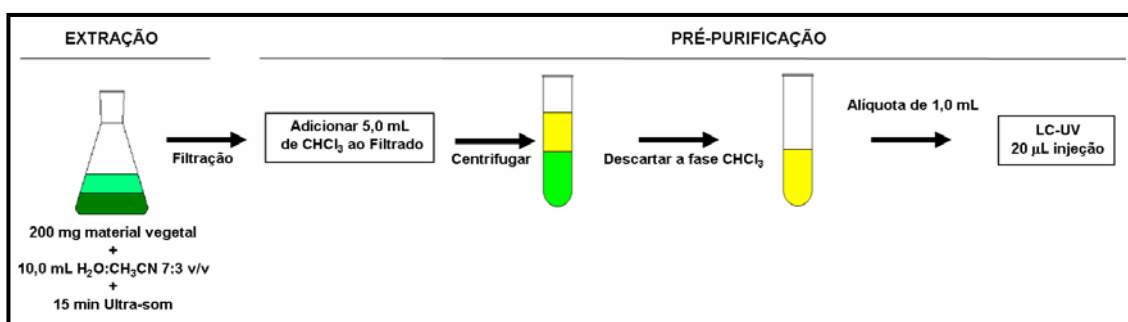 EXTRAÇÃO
PRÉ-PURIFICAÇÃO
200 mg material vegetal
+
10,0 mL H₂O:CH₃CN 7:3 v/v
+
15 min Ultra-som
Filtração
Adicionar 5,0 mL
de CHCl₃ ao Filtrado
Centrifugar
Descartar a fase CHCl₃
Alíquota de 1,0 mL
LC-UV
20 µL injeção